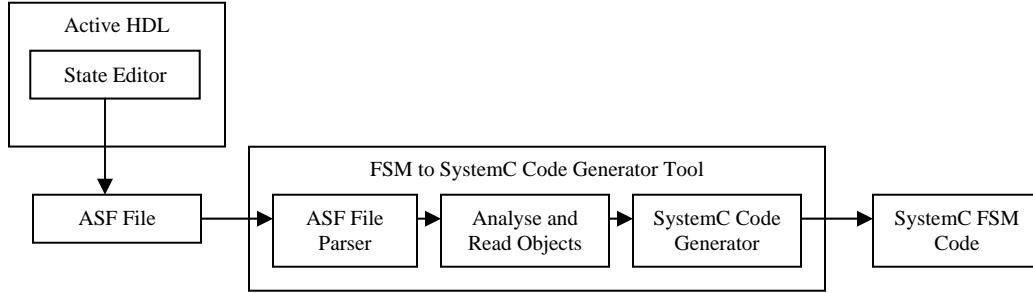 Active HDL
State Editor
FSM to SystemC Code Generator Tool
ASF File
ASF File
Parser
Analyse and
Read Objects
SystemC Code
Generator
SystemC FSM
Code